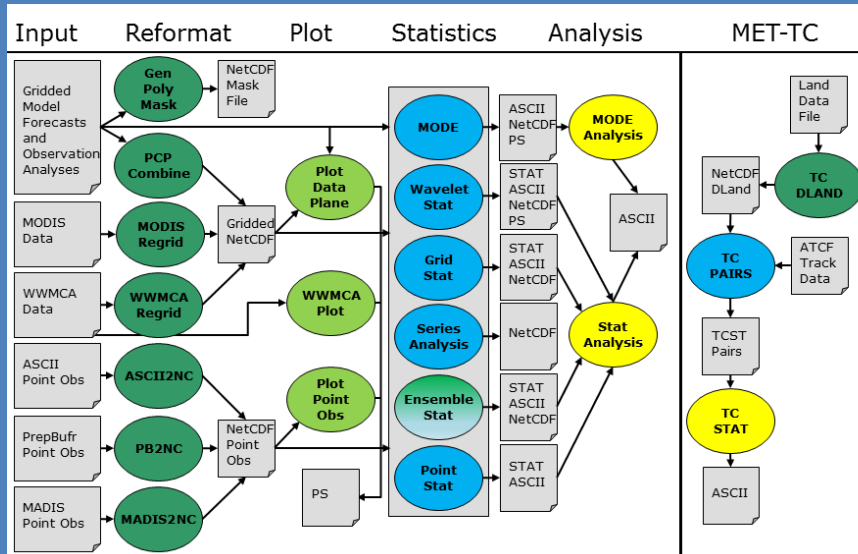 Input
Reformat
Plot
Statistics
Analysis
MET-TC
Gridded
Model
Forecasts
and
Observation
Analyses
Gen
Poly
Mask
NetCDF
Mask
File
PCP
Combine
MODIS
Data
MODIS
Regrid
Gridded
NetCDF
WWMCA
Data
WWMCA
Regrid
ASCII
Point Obs
ASCII2NC
PrepBufr
Point Obs
PB2NC
NetCDF
Point
Obs
MADIS
Point Obs
MADIS2NC
Plot
Data
Plane
WWMCA
Plot
Plot
Point
Obs
PS
MODE
Wavelet
Stat
Grid
Stat
Series
Analysis
Ensemble
Stat
Point
Stat
ASCII
NetCDF
PS
STAT
ASCII
NetCDF
PS
STAT
ASCII
NetCDF
NetCDF
STAT
ASCII
NetCDF
STAT
ASCII
MODE
Analysis
ASCII
Stat
Analysis
Land
Data
File
NetCDF
DLand
TC
DLAND
TC
PAIRS
ATCF
Track
Data
TCST
Pairs
TC
STAT
ASCII